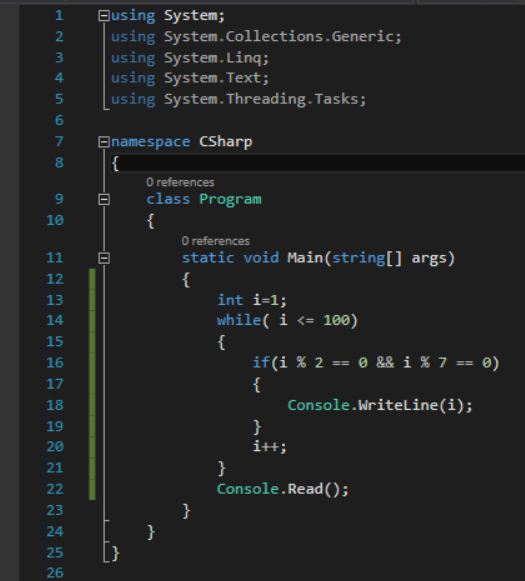 1 using System;
2 using System.Collections.Generic;
3 using System.Linq;
4 using System.Text;
5 using System.Threading.Tasks;
6
7 namespace CSharp
8 {
0 references
9 class Program
10 {
0 references
11 static void Main(string[] args)
12 {
13 int i=1;
14 while( i <= 100)
15 {
16 if(i % 2 == 0 && i % 7 == 0)
17 {
18 Console.WriteLine(i);
19 }
20 i++;
21 }
22 Console.Read();
23 }
24 }
25 }
26